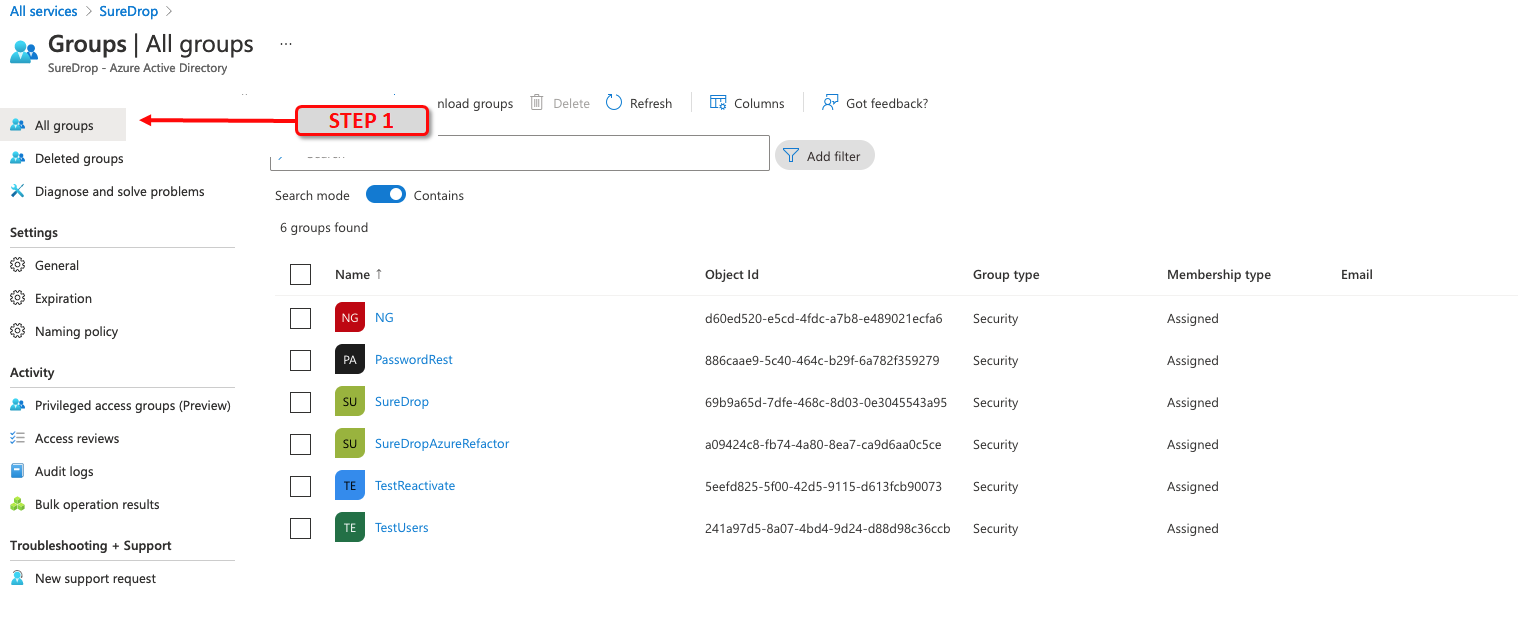 All services > SureDrop >
Groups | All groups ...
SureDrop - Azure Active Directory
All groups
Deleted groups
Diagnose and solve problems
Settings
General
Expiration
Naming policy
Activity
Privileged access groups (Preview)
Access reviews
Audit logs
Bulk operation results
Troubleshooting + Support
New support request
STEP 1
groups Delete Refresh Columns Got feedback?
Add filter
Search mode Contains
6 groups found
Name ↑ Object Id Group type Membership type Email
NG NG d60ed520-e5cd-4fdc-a7b8-e489021ecfa6 Security Assigned
PA PasswordRest 886caae9-5c40-464c-b29f-6a782f359279 Security Assigned
SU SureDrop 69b9a65d-7dfe-468c-8d03-0e3045543a95 Security Assigned
SU SureDropAzureRefactor a09424c8-fb74-4a80-8ea7-ca9d6aa0c5ce Security Assigned
TE TestReactivate 5eefd825-5f00-42d5-9115-d613fcb90073 Security Assigned
TE TestUsers 241a97d5-8a07-4bd4-9d24-d88d98c36ccb Security Assigned